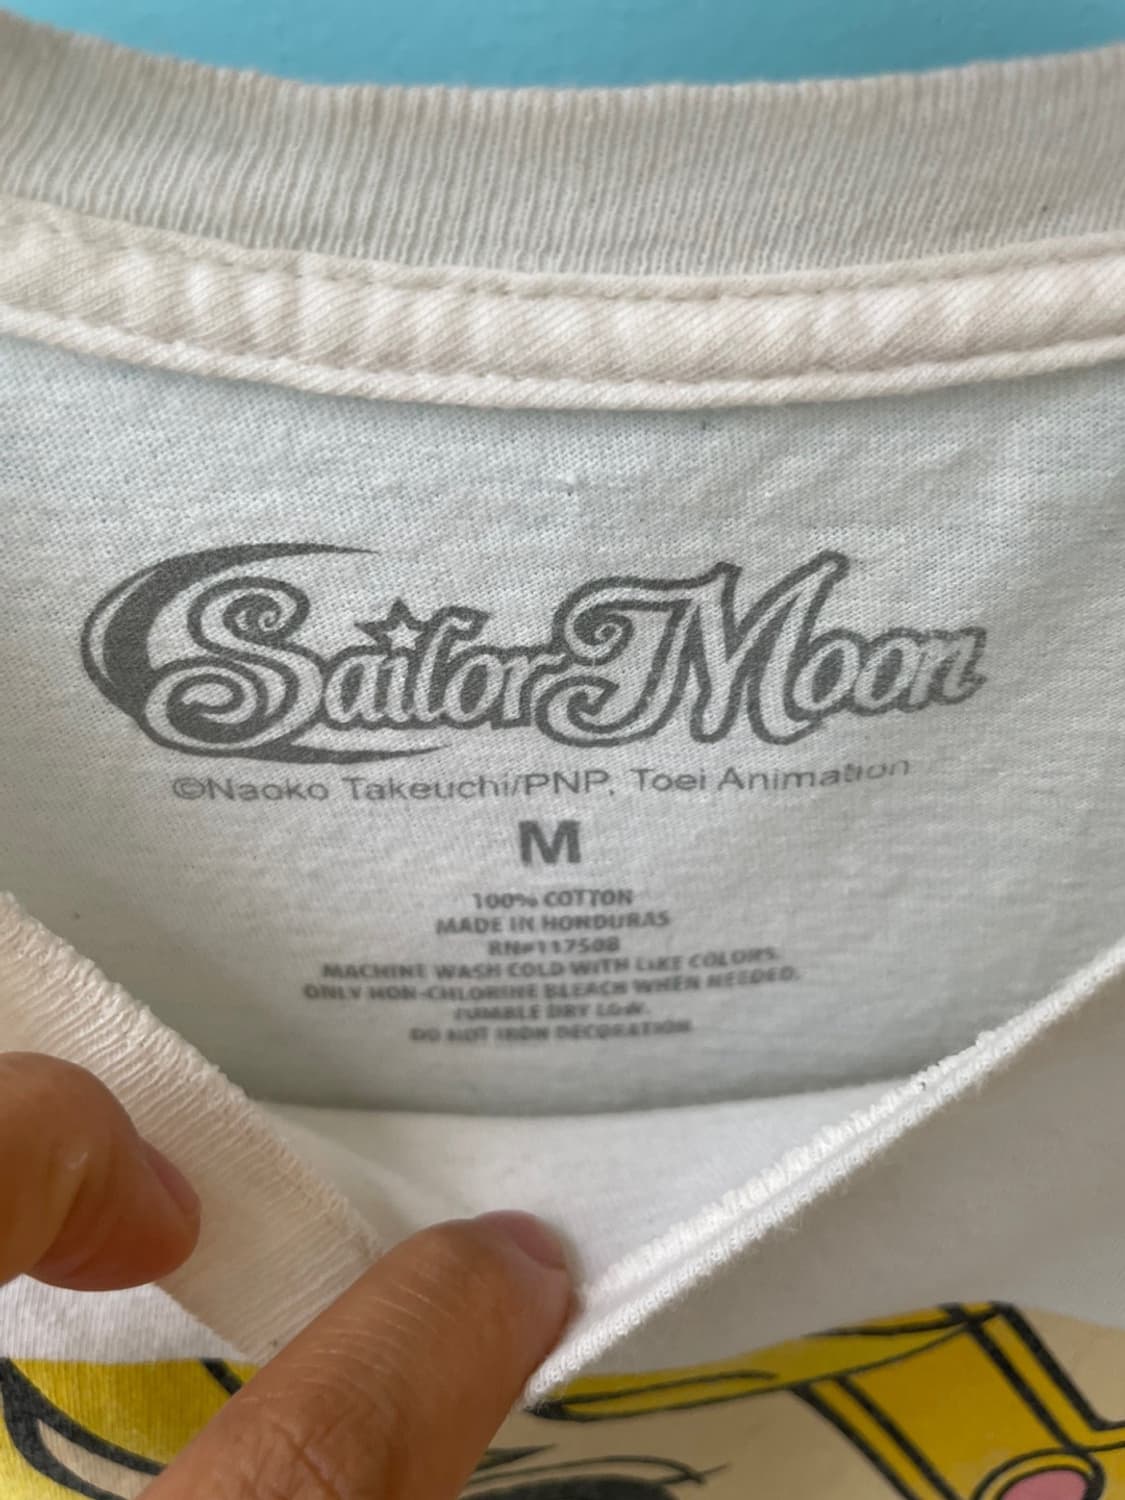 Sailor Moon
©Naoko Takeuchi/PNP, Toei Animation
M
100% COTTON
MADE IN HONDURAS
RN#117508
MACHINE WASH COLD WITH LIKE COLORS.
ONLY NON-CHLORINE BLEACH WHEN NEEDED.
TUMBLE DRY LOW.
DO NOT IRON DECORATION